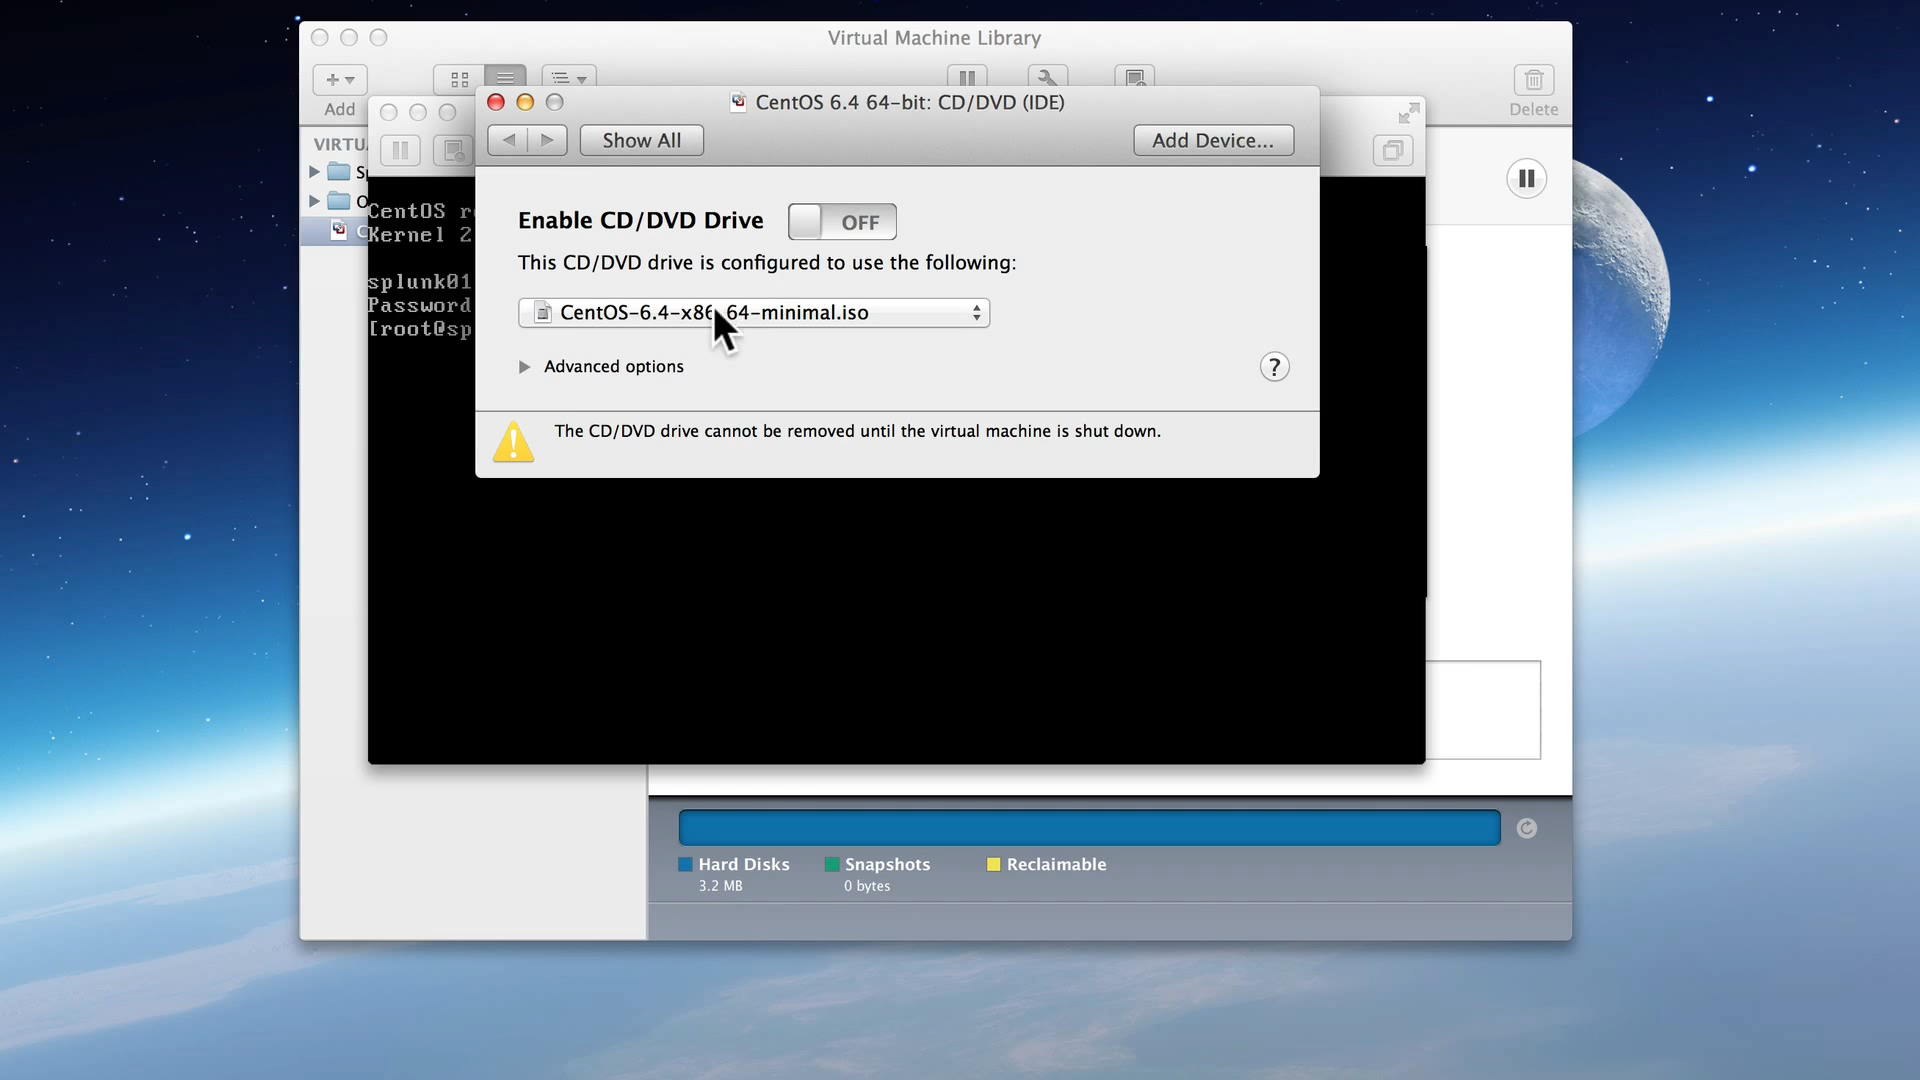 Virtual Machine Library
Add
Delete
CentOS 6.4 64-bit: CD/DVD (IDE)
Show All
Add Device...
VIRTU
Enable CD/DVD Drive
OFF
This CD/DVD drive is configured to use the following:
CentOS-6.4-x86_64-minimal.iso
Advanced options
?
The CD/DVD drive cannot be removed until the virtual machine is shut down.
CentOS r
Kernel 2
splunk01
Password
[root@sp
Hard Disks
3.2 MB
Snapshots
0 bytes
Reclaimable